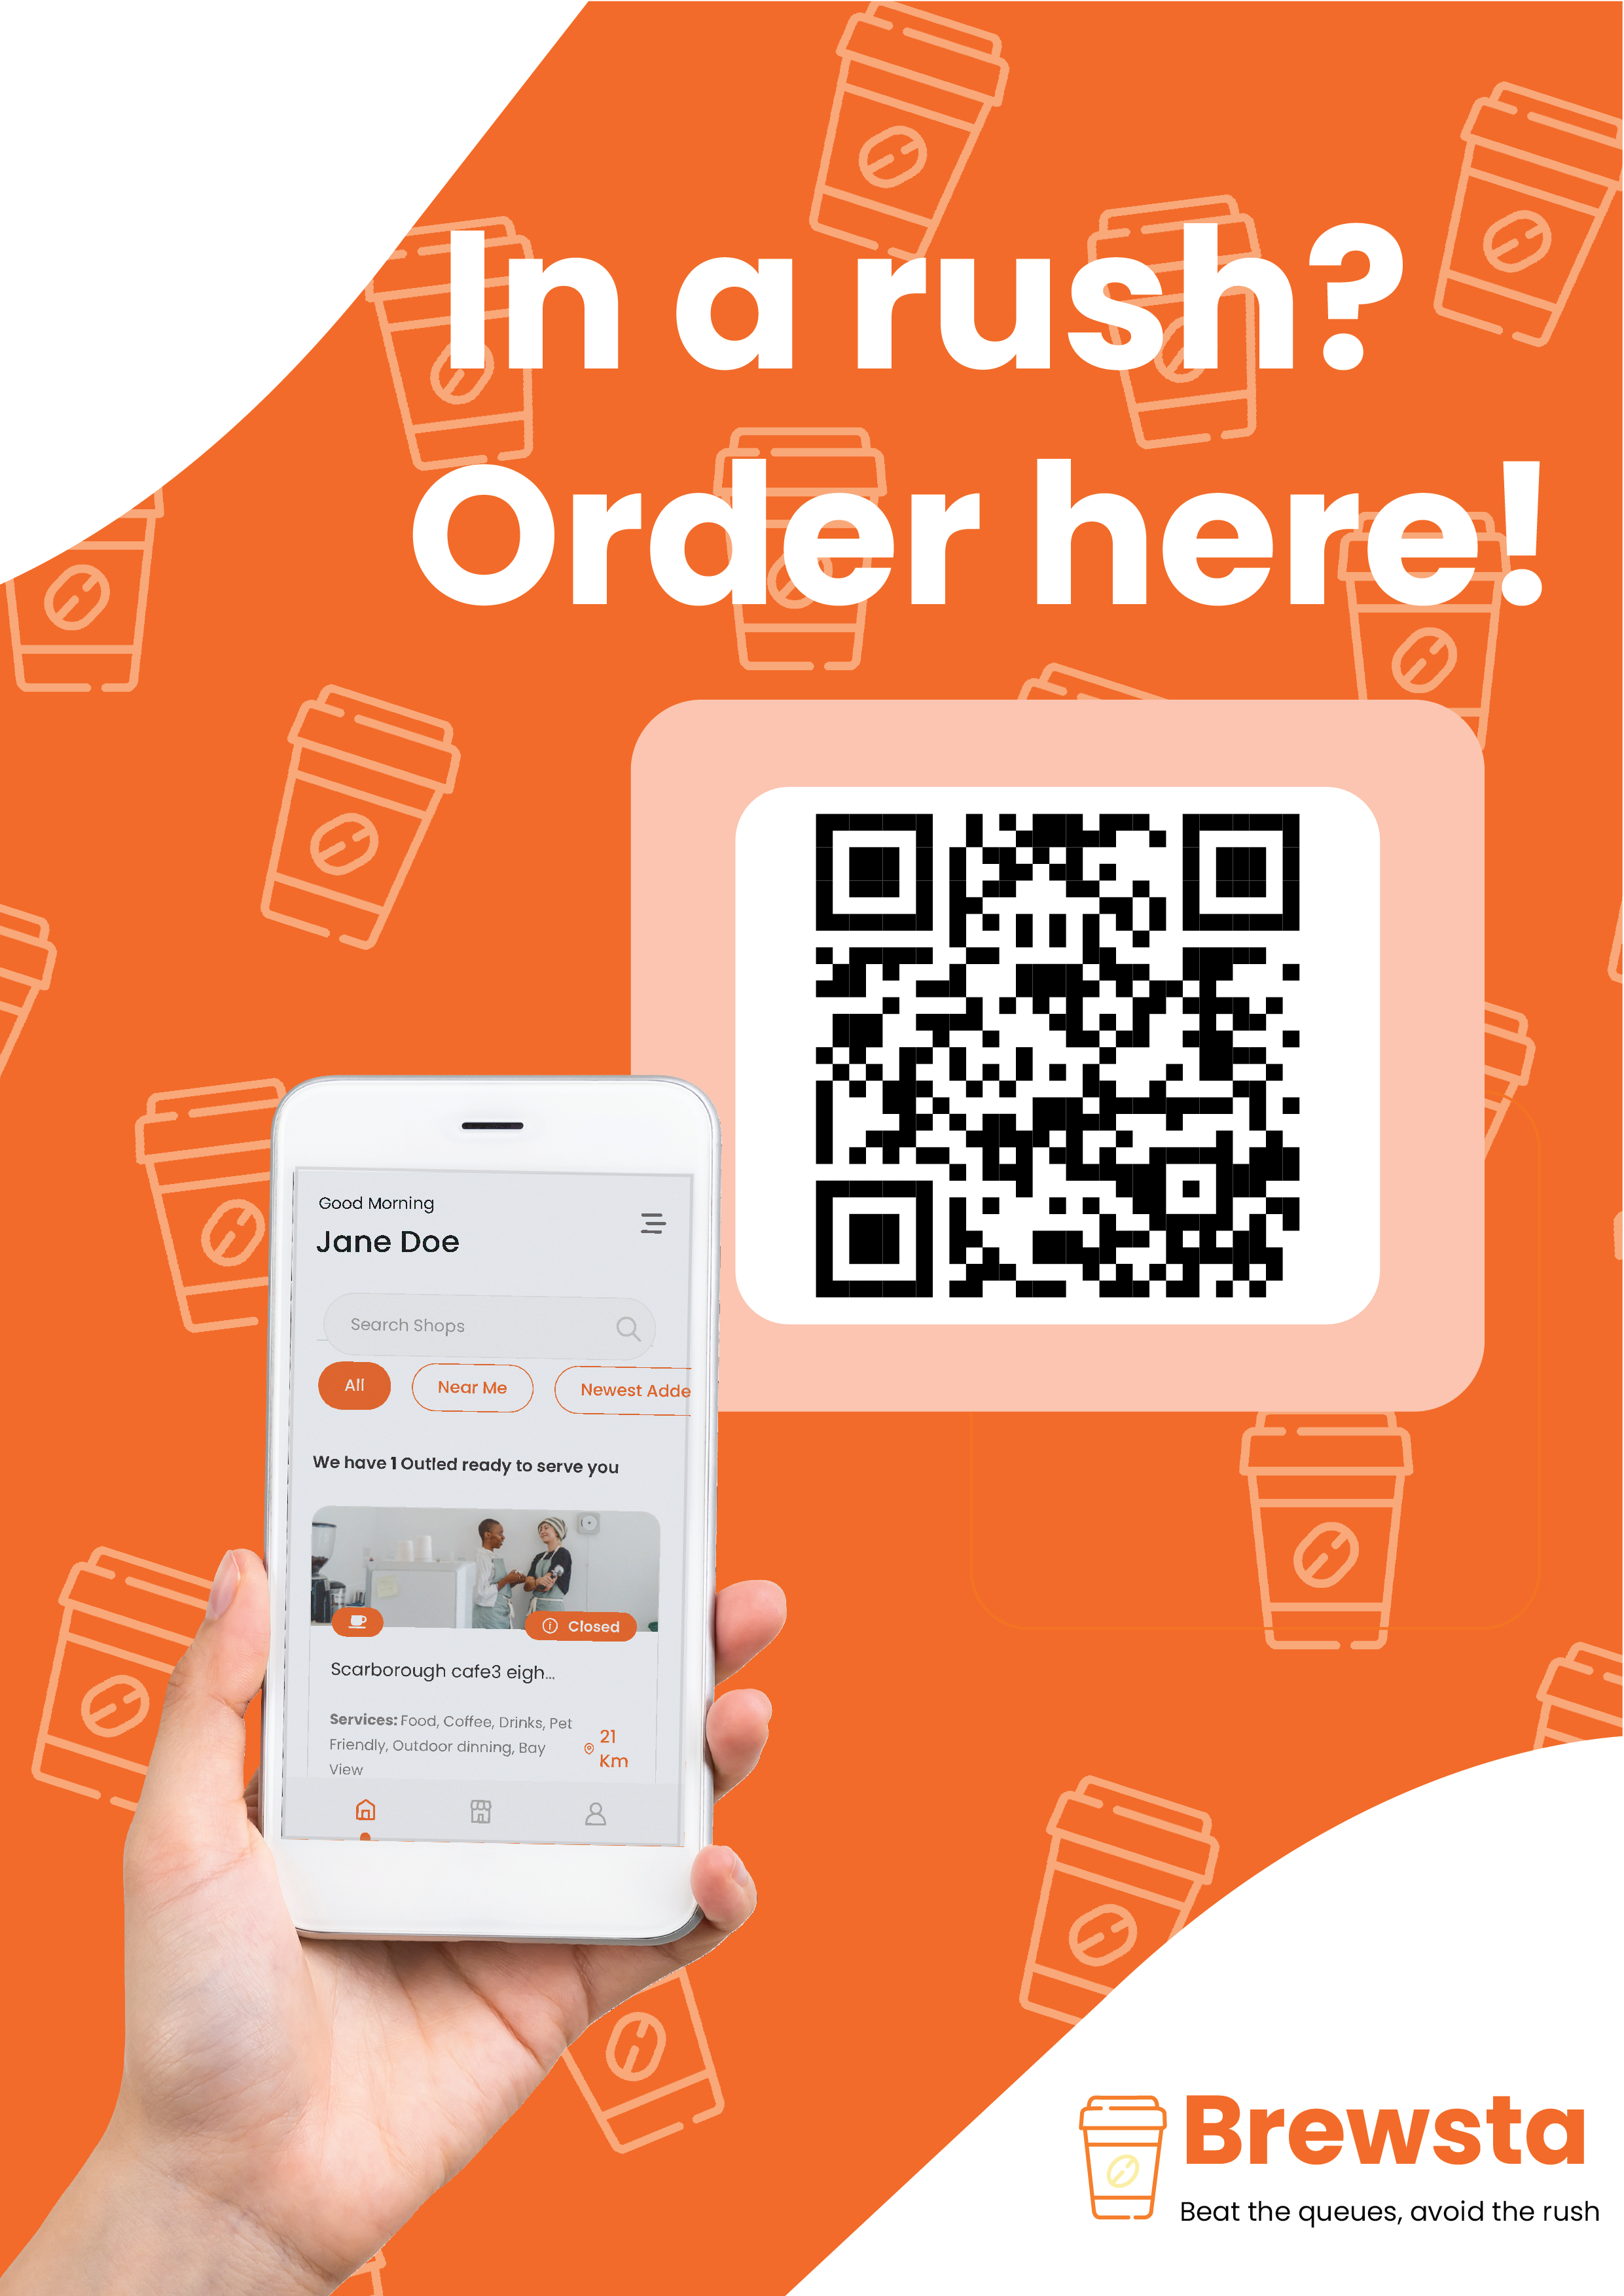 In a rush?
Order here!
Good Morning
Jane Doe
Search Shops
All
Near Me
Newest Adde
We have 1 Outled ready to serve you
Closed
Scarborough cafe3 eigh...
Services: Food, Coffee, Drinks, Pet
Friendly, Outdoor dinning, Bay
View
21
Km
Brewsta
Beat the queues, avoid the rush